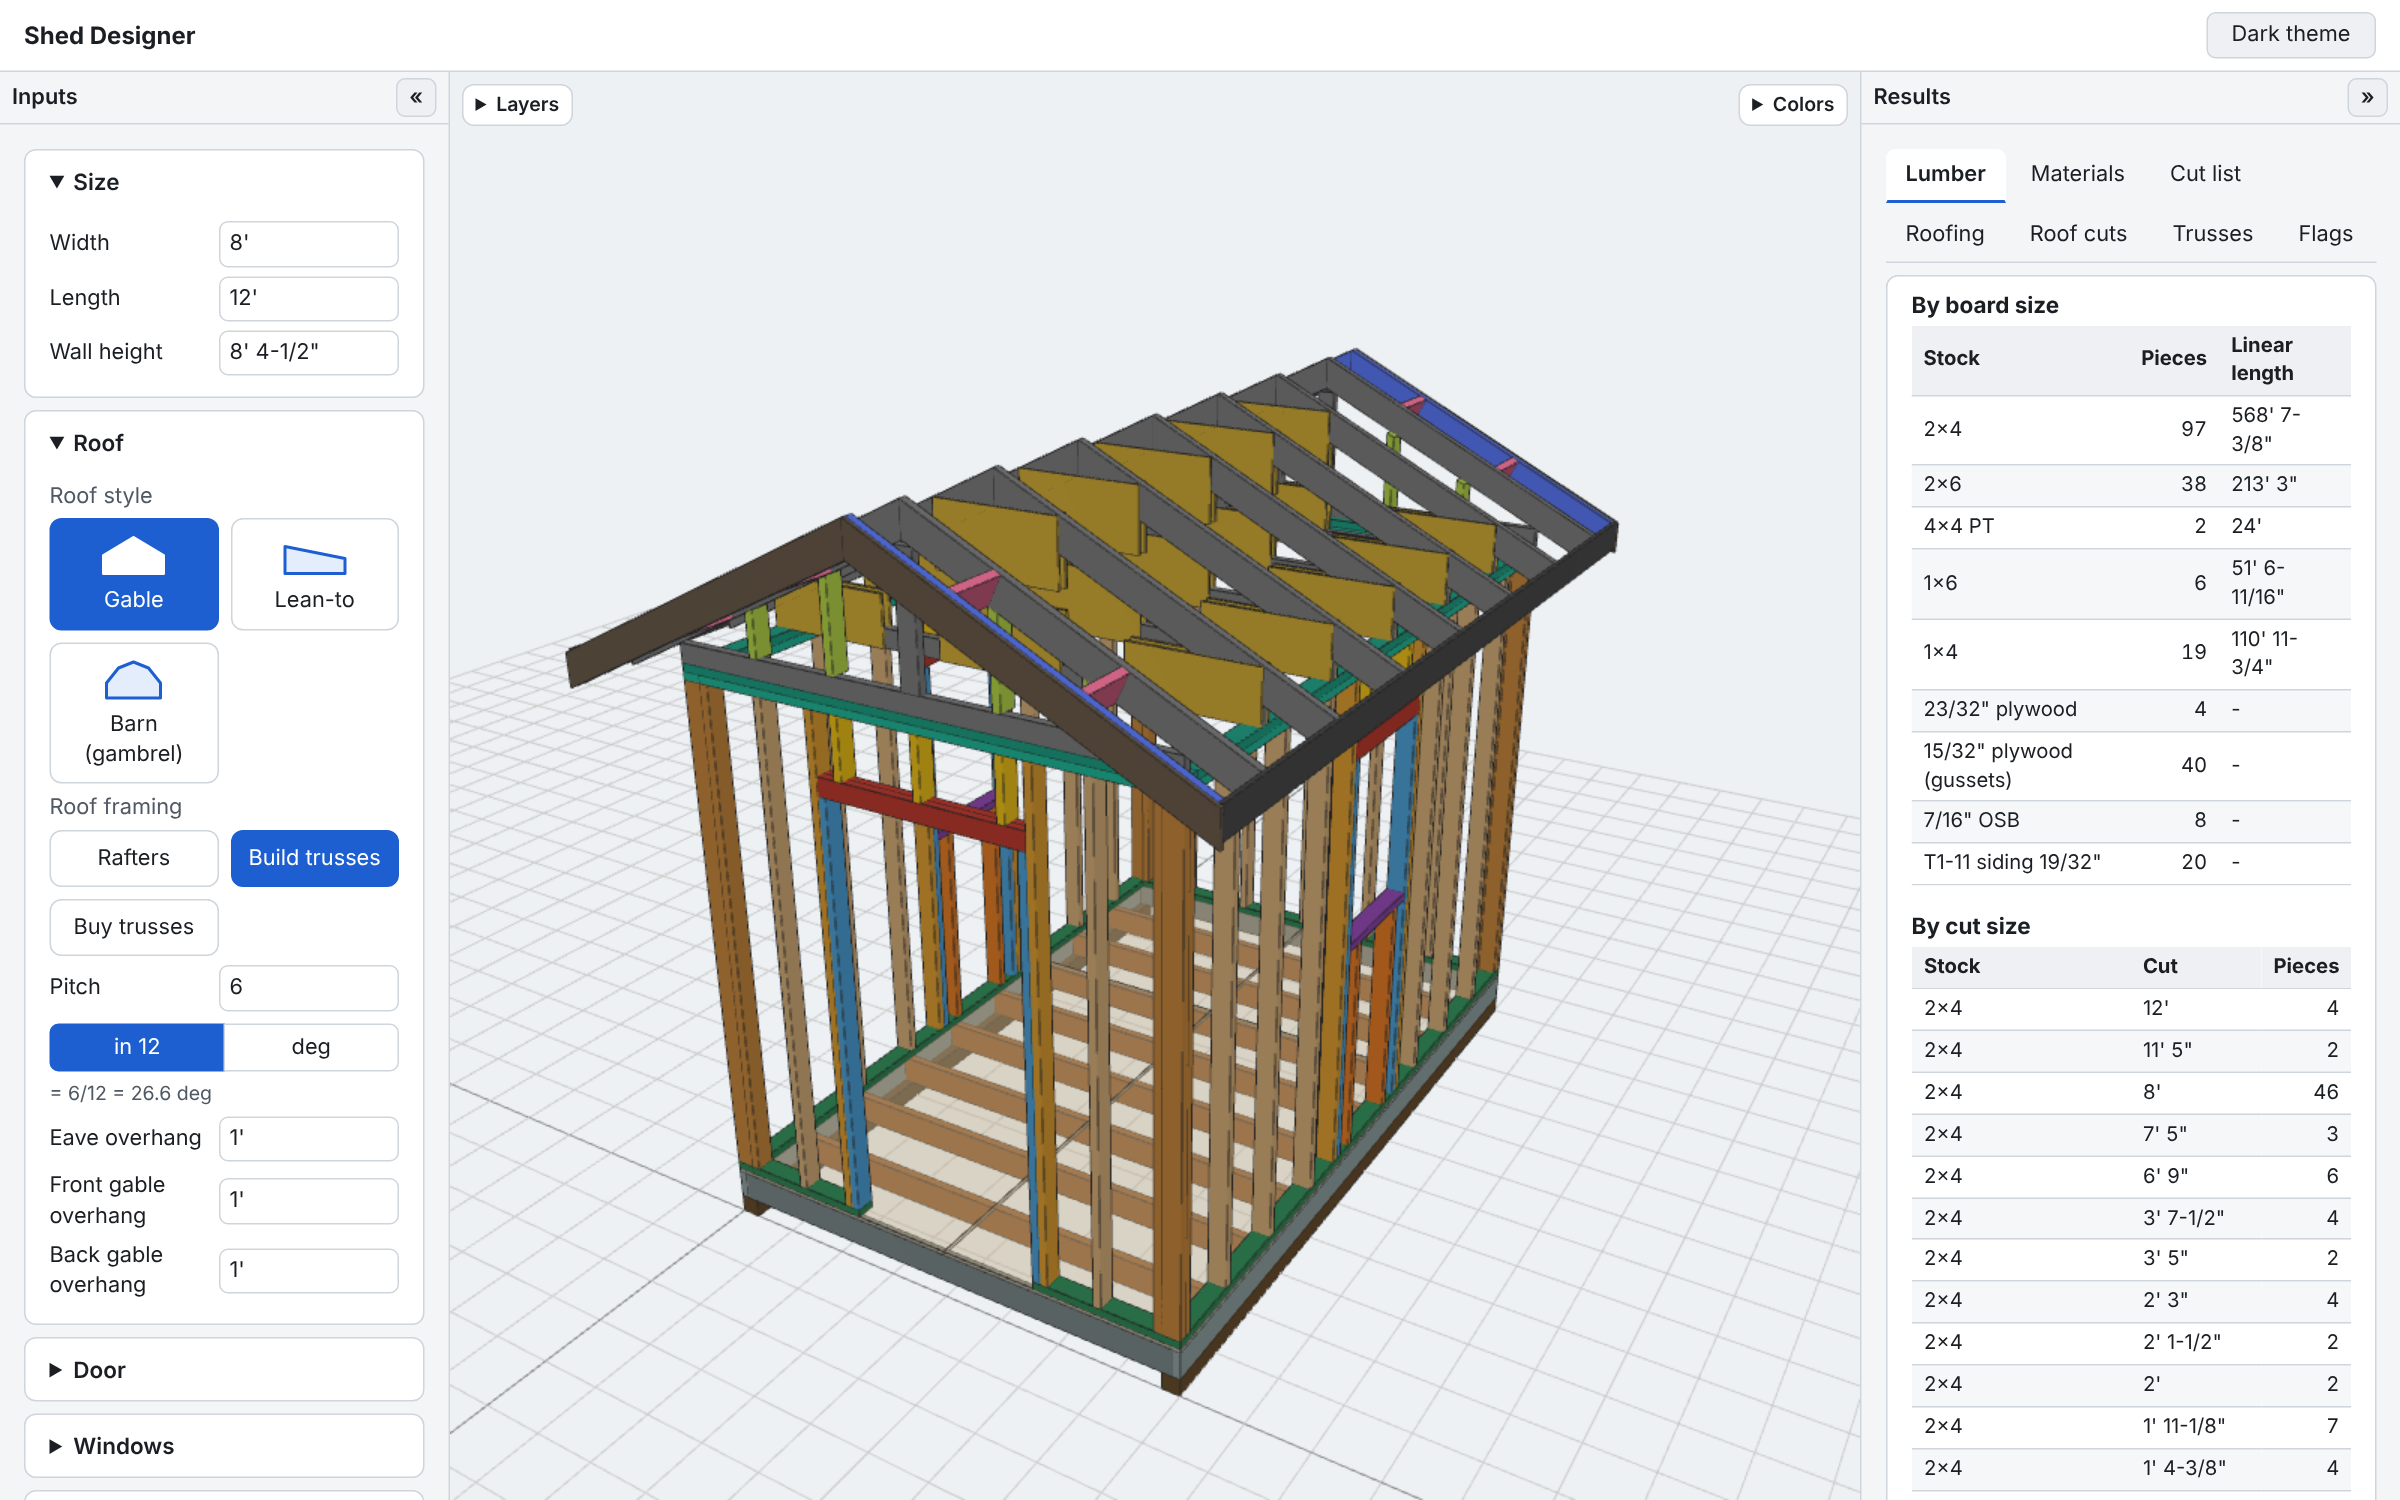 Shed Designer
Dark theme
Inputs
«
▼ Size
Width
8'
Length
12'
Wall height
8' 4-1/2"
▼ Roof
Roof style
Gable
Lean-to
Barn
(gambrel)
Roof framing
Rafters
Build trusses
Buy trusses
Pitch
6
in 12
deg
= 6/12 = 26.6 deg
Eave overhang
1'
Front gable
overhang
1'
Back gable
overhang
1'
▶ Door
▶ Windows
▶ Layers
▶ Colors
Results
»
Lumber Materials Cut list
Roofing Roof cuts Trusses Flags
By board size
Stock Pieces Linear
length
2×4 97 568' 7-
3/8"
2×6 38 213' 3"
4×4 PT 2 24'
1×6 6 51' 6-
11/16"
1×4 19 110' 11-
3/4"
23/32" plywood 4 -
15/32" plywood
(gussets) 40 -
7/16" OSB 8 -
T1-11 siding 19/32" 20 -
By cut size
Stock Cut Pieces
2×4 12' 4
2×4 11' 5" 2
2×4 8' 46
2×4 7' 5" 3
2×4 6' 9" 6
2×4 3' 7-1/2" 4
2×4 3' 5" 2
2×4 2' 3" 4
2×4 2' 1-1/2" 2
2×4 2' 2
2×4 1' 11-1/8" 7
2×4 1' 4-3/8" 4